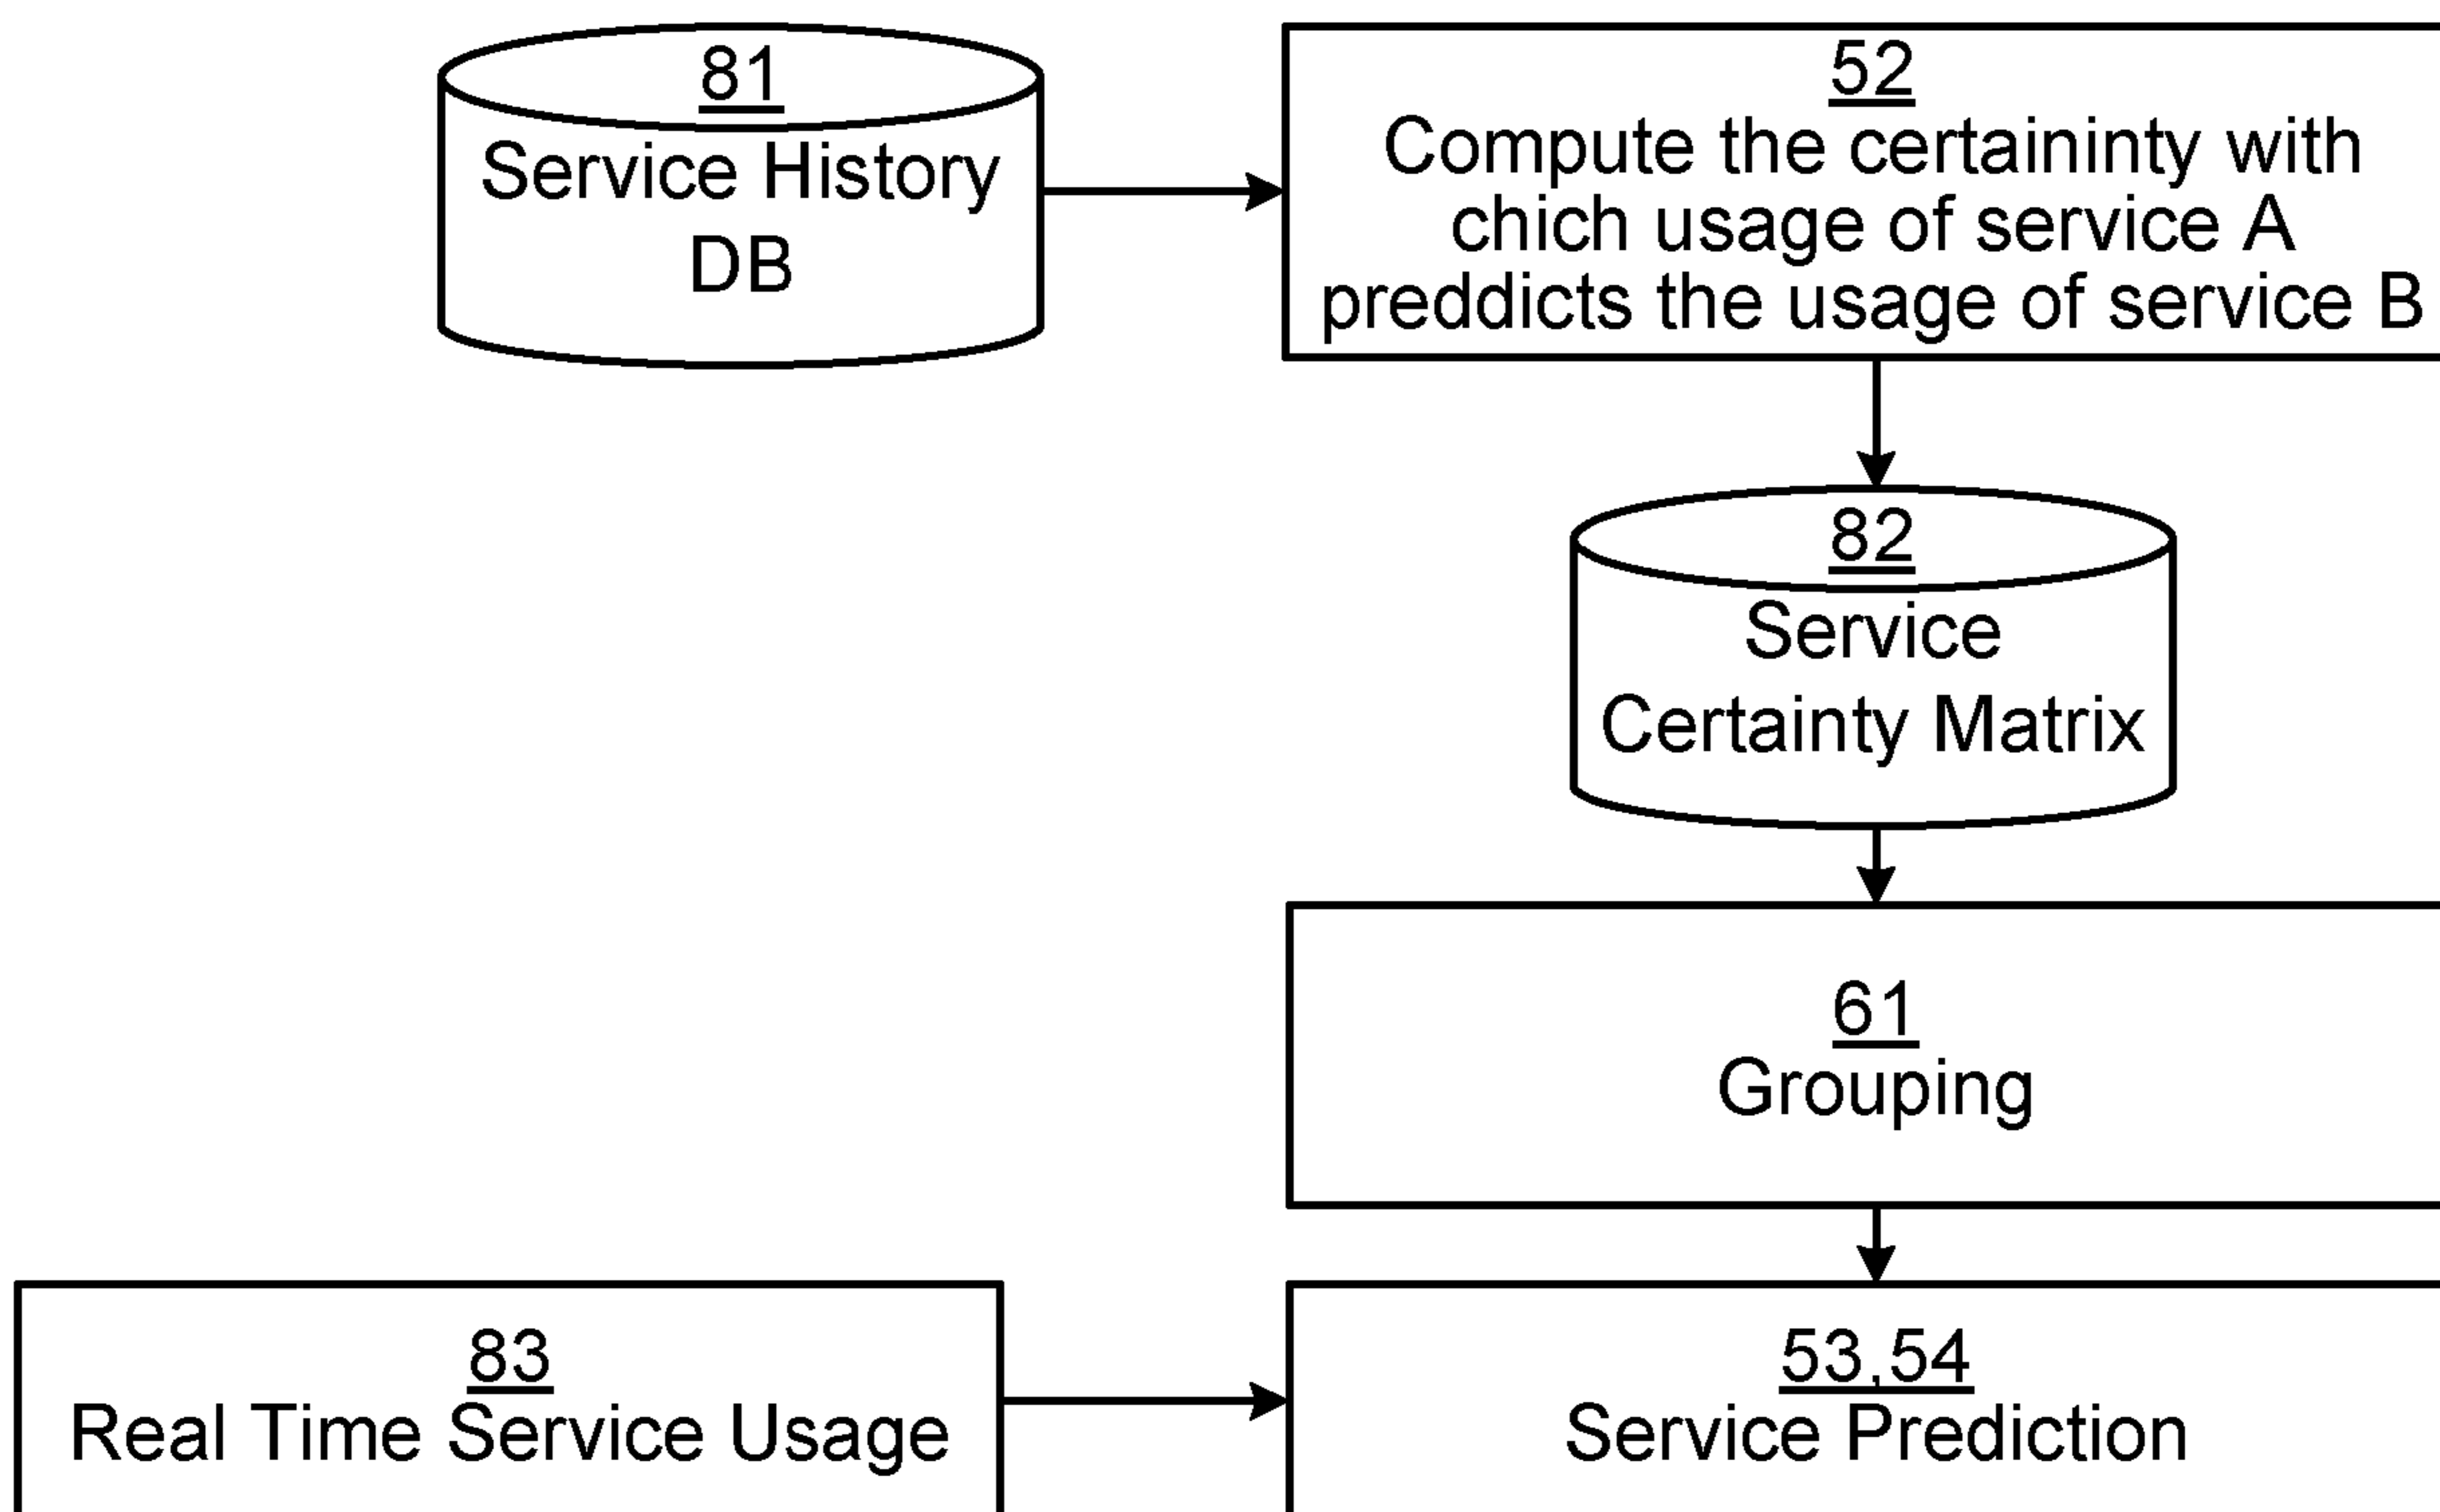 81
Service History
DB
52
Compute the certaininty with
chich usage of service A
preddicts the usage of service B
82
Service
Certainty Matrix
61
Grouping
83
Real Time Service Usage
53,54
Service Prediction